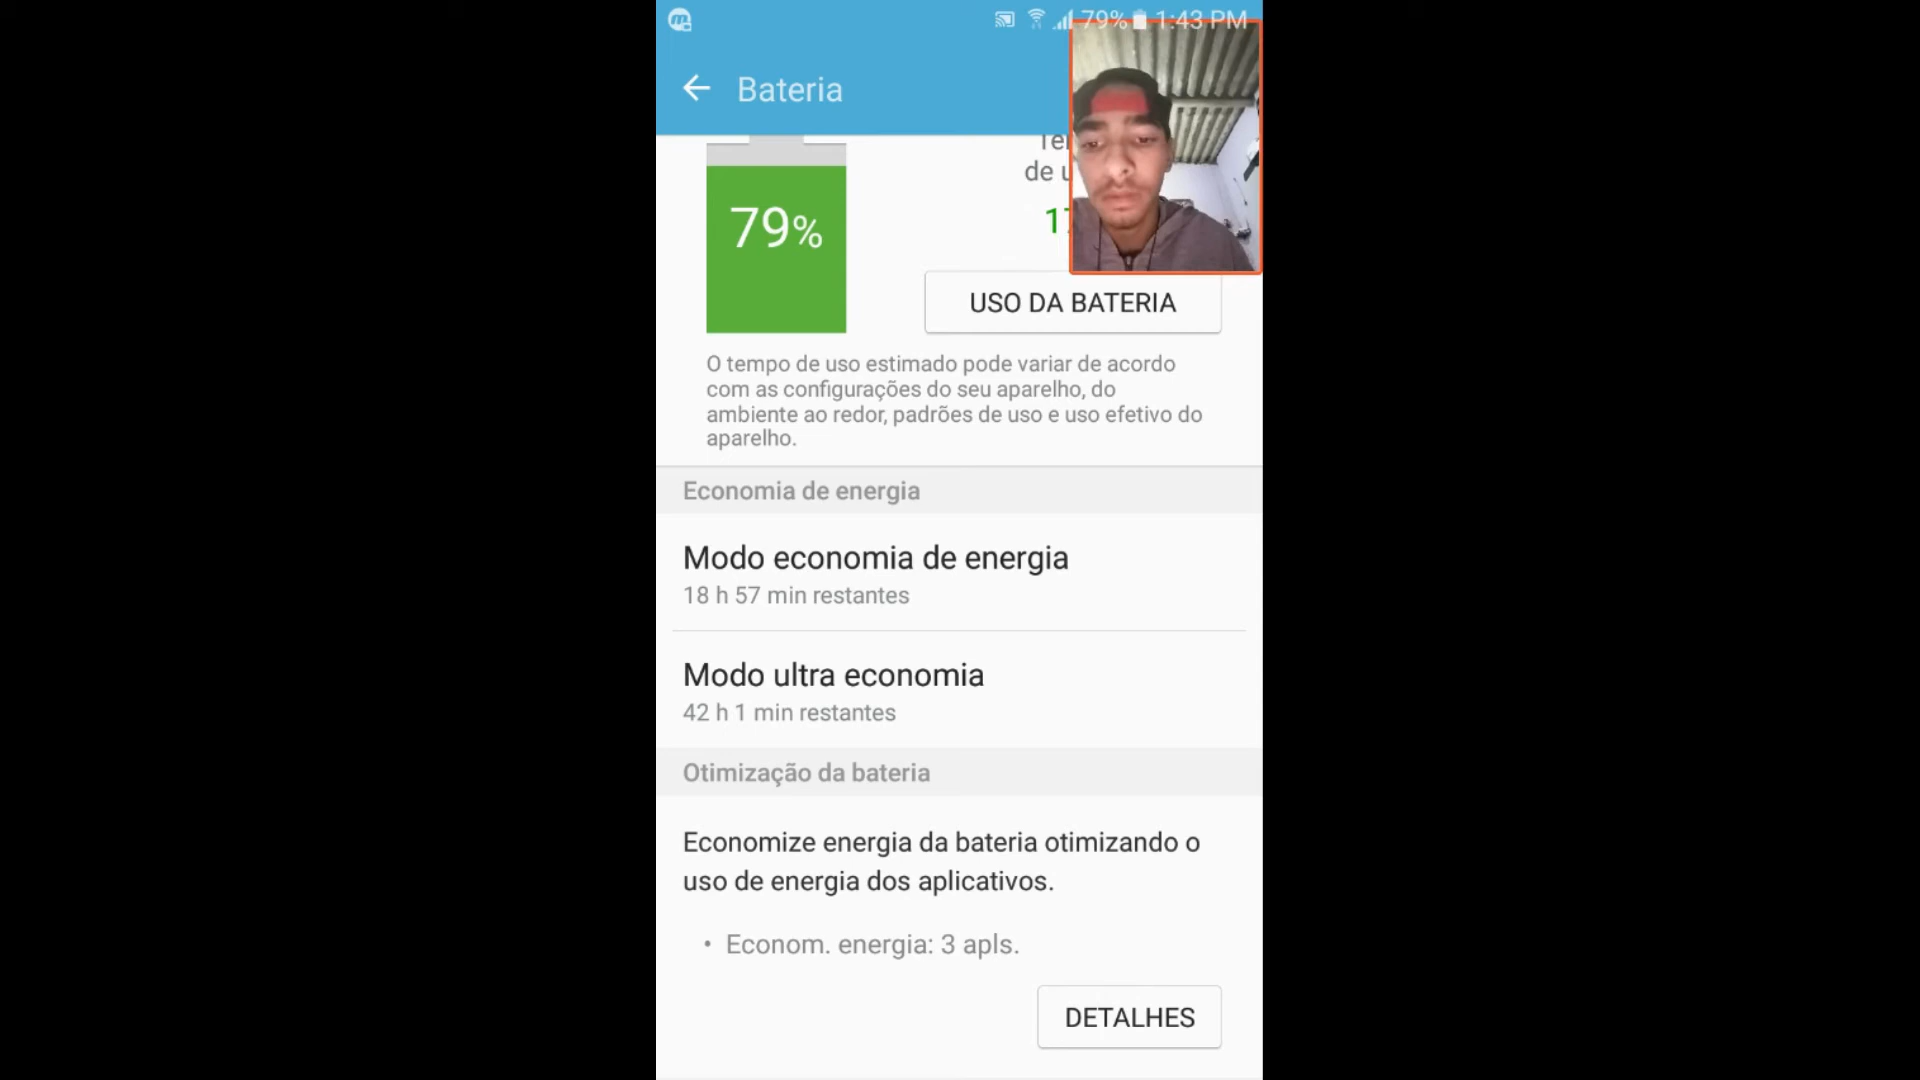 79% 1:43 PM
Bateria
de
79%
USO DA BATERIA
O tempo de uso estimado pode variar de acordo
com as configurações do seu aparelho, do
ambiente ao redor, padrões de uso e uso efetivo do
aparelho.
Economia de energia
Modo economia de energia
18 h 57 min restantes
Modo ultra economia
42 h 1 min restantes
Otimização da bateria
Economize energia da bateria otimizando o
uso de energia dos aplicativos.
• Econom. energia: 3 apls.
DETALHES